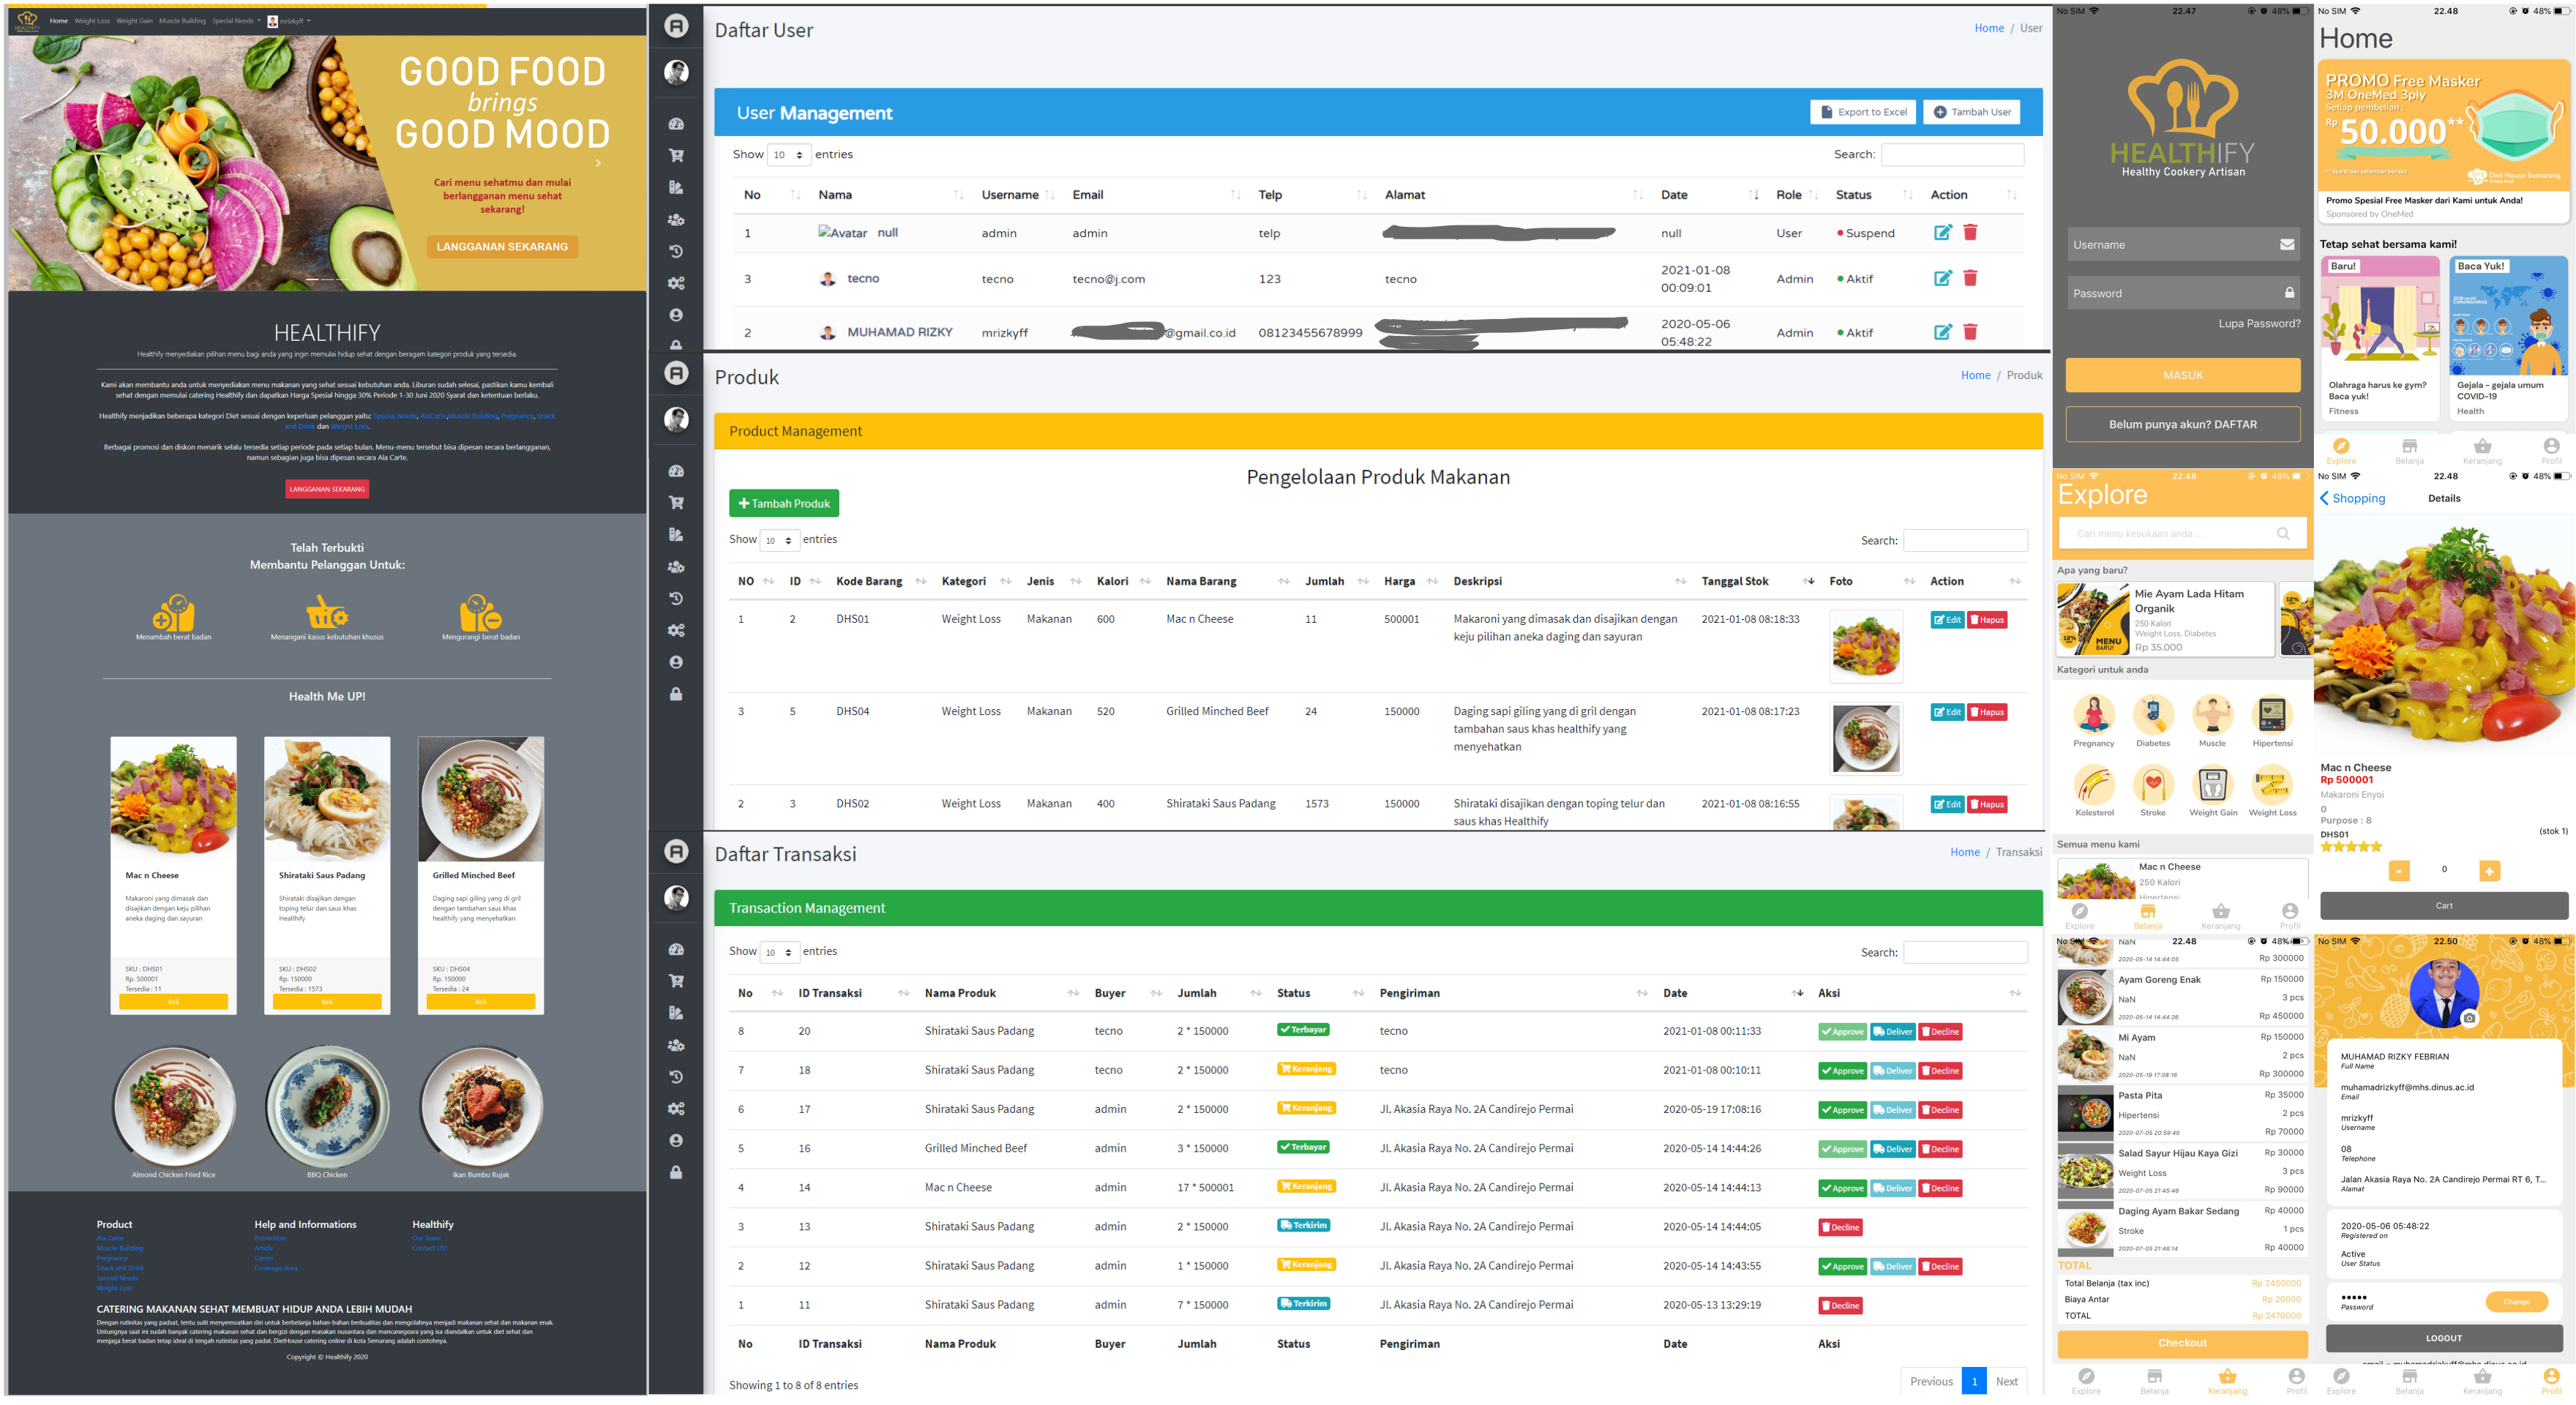 HEALTHIFY
Home Weight Loss Weight Gain Muscle Building Special Needs mrizkyff
GOOD FOOD
brings
GOOD MOOD
Cari menu sehatmu dan mulai
berlangganan menu sehat
sekarang!
LANGGANAN SEKARANG
HEALTHIFY
Healthify menyediakan pilihan menu bagi anda yang ingin memulai hidup sehat dengan beragam kategori produk yang tersedia.
Kami akan membantu anda untuk menyediakan menu makanan yang sehat sesuai kebutuhan anda. Liburan sudah selesai, pastikan kamu kembali
sehat dengan memulai catering Healthify dan dapatkan Harga Spesial hingga 30% Periode 1-30 Juni 2020 Syarat dan ketentuan berlaku.
Healthify menjadikan beberapa kategori Diet sesuai dengan keperluan pelanggan yaitu: Special Needs, AlaCarte,Muscle Building, Pregnancy, Snack
and Drink dan Weight Loss.
Berbagai promosi dan diskon menarik selalu tersedia setiap periode pada setiap bulan. Menu-menu tersebut bisa dipesan secara berlangganan,
namun sebagian juga bisa dipesan secara Ala Carte.
LANGGANAN SEKARANG
Telah Terbukti
Membantu Pelanggan Untuk:
Menambah berat badan
Menangani kasus kebutuhan khusus
Mengurangi berat badan
Health Me UP!
Mac n Cheese
Makaroni yang dimasak dan
disajikan dengan keju pilihan
aneka daging dan sayuran
SKU : DHS01
Rp. 500001
Tersedia : 11
Beli
Shirataki Saus Padang
Shirataki disajikan dengan
toping telur dan saus khas
Healthify
SKU : DHS02
Rp. 150000
Tersedia : 1573
Beli
Grilled Minched Beef
Daging sapi giling yang di gril
dengan tambahan saus khas
healthify yang menyehatkan
SKU : DHS04
Rp. 150000
Tersedia : 24
Beli
Almond Chicken Fried Rice
BBQ Chicken
Ikan Bumbu Rujak
Product
Ala Carte
Muscle Building
Pregnancy
Snack and Drink
Special Needs
Weight Loss
Help and Informations
Promotion
Article
Career
Coverage Area
Healthify
Our Team
Contact US!
CATERING MAKANAN SEHAT MEMBUAT HIDUP ANDA LEBIH MUDAH
Dengan rutinitas yang padsat, tentu sulit menyemoatkan diri untuk berbelanja bahan-bahan berkualitas dan mengolahnya menjadi makanan sehat dan makanan enak.
Untungnya saat ini sudah banyak catering makanan sehat dan bergizi dengan masakan nusantara dan mancanegara yang isa diandalkan untuk diet sehat dan
menjaga berat badan tetap ideal di tengah rutinitas yang padat. DietHouse catering online di kota Semarang adalah contohnya.
Copyright © Healthify 2020
Daftar User
Home / User
User Management
Export to Excel
Tambah User
Show 10 entries
Search:
No Nama Username Email Telp Alamat Date Role Status Action
1 Avatar null admin admin telp null User Suspend
3 tecno tecno tecno@j.com 123 tecno 2021-01-08 00:09:01 Admin Aktif
2 MUHAMAD RIZKY mrizkyff @gmail.co.id 08123455678999 2020-05-06 05:48:22 Admin Aktif
Produk
Home / Produk
Product Management
Pengelolaan Produk Makanan
Tambah Produk
Show 10 entries
Search:
NO ID Kode Barang Kategori Jenis Kalori Nama Barang Jumlah Harga Deskripsi Tanggal Stok Foto Action
1 2 DHS01 Weight Loss Makanan 600 Mac n Cheese 11 500001 Makaroni yang dimasak dan disajikan dengan 2021-01-08 08:18:33 Edit Hapus
keju pilihan aneka daging dan sayuran
3 5 DHS04 Weight Loss Makanan 520 Grilled Minched Beef 24 150000 Daging sapi giling yang di gril dengan 2021-01-08 08:17:23 Edit Hapus
tambahan saus khas healthify yang
menyehatkan
2 3 DHS02 Weight Loss Makanan 400 Shirataki Saus Padang 1573 150000 Shirataki disajikan dengan toping telur dan 2021-01-08 08:16:55 Edit Hapus
saus khas Healthify
Daftar Transaksi
Home / Transaksi
Transaction Management
Show 10 entries
Search:
No ID Transaksi Nama Produk Buyer Jumlah Status Pengiriman Date Aksi
8 20 Shirataki Saus Padang tecno 2 * 150000 Terbayar tecno 2021-01-08 00:11:33 Approve Deliver Decline
7 18 Shirataki Saus Padang tecno 2 * 150000 Keranjang tecno 2021-01-08 00:10:11 Approve Deliver Decline
6 17 Shirataki Saus Padang admin 2 * 150000 Keranjang Jl. Akasia Raya No. 2A Candirejo Permai 2020-05-19 17:08:16 Approve Deliver Decline
5 16 Grilled Minched Beef admin 3 * 150000 Terbayar Jl. Akasia Raya No. 2A Candirejo Permai 2020-05-14 14:44:26 Approve Deliver Decline
4 14 Mac n Cheese admin 17 * 500001 Keranjang Jl. Akasia Raya No. 2A Candirejo Permai 2020-05-14 14:44:13 Approve Deliver Decline
3 13 Shirataki Saus Padang admin 2 * 150000 Terkirim Jl. Akasia Raya No. 2A Candirejo Permai 2020-05-14 14:44:05 Decline
2 12 Shirataki Saus Padang admin 1 * 150000 Keranjang Jl. Akasia Raya No. 2A Candirejo Permai 2020-05-14 14:43:55 Approve Deliver Decline
1 11 Shirataki Saus Padang admin 7 * 150000 Terkirim Jl. Akasia Raya No. 2A Candirejo Permai 2020-05-13 13:29:19 Decline
No ID Transaksi Nama Produk Buyer Jumlah Status Pengiriman Date Aksi
Showing 1 to 8 of 8 entries
Previous 1 Next
No SIM 22.47 48%
HEALTHIFY
Healthy Cookery Artisan
Username
Password
Lupa Password?
MASUK
Belum punya akun? DAFTAR
No SIM 22.48 48%
Home
PROMO Free Masker
3M OneMed 3ply
Setiap pembelian :
Rp 50.000**
** Syarat dan ketentuan berlaku
Diet House Semarang
Promo Spesial Free Masker dari Kami untuk Anda!
Sponsored by OneMed
Tetap sehat bersama kami!
Baru!
Olahraga harus ke gym?
Baca yuk!
Fitness
Baca Yuk!
CORONAVIRUS
Gejala - gejala umum
COVID-19
Health
Explore Belanja Keranjang Profil
No SIM 22.48 48%
Explore
Cari menu kesukaan anda ...
Apa yang baru?
12%
MENU
BARU!
Mie Ayam Lada Hitam
Organik
250 Kalori
Weight Loss, Diabetes
Rp 35.000
12%
Kategori untuk anda
Pregnancy Diabetes Muscle Hipertensi
Kolesterol Stroke Weight Gain Weight Loss
Semua menu kami
Mac n Cheese
250 Kalori
Hipertensi
Explore Belanja Keranjang Profil
No SIM 22.48 48%
Shopping Details
Mac n Cheese
Rp 500001
Makaroni Enyoi
0
Purpose : 8
DHS01
(stok 1)
- 0 +
Cart
No SIM 22.48 48%
NaN
2020-05-14 14:44:05 Rp 300000
Ayam Goreng Enak Rp 150000
NaN 3 pcs
2020-05-14 14:44:26 Rp 450000
Mi Ayam Rp 150000
NaN 2 pcs
2020-05-19 17:08:16 Rp 300000
Pasta Pita Rp 35000
Hipertensi 2 pcs
2020-07-05 20:59:49 Rp 70000
Salad Sayur Hijau Kaya Gizi Rp 30000
Weight Loss 3 pcs
2020-07-05 21:45:46 Rp 90000
Daging Ayam Bakar Sedang Rp 40000
Stroke 1 pcs
2020-07-05 21:46:14 Rp 40000
TOTAL
Total Belanja (tax inc) Rp 2450000
Biaya Antar Rp 20000
TOTAL Rp 2470000
Checkout
Explore Belanja Keranjang Profil
No SIM 22.50 48%
MUHAMAD RIZKY FEBRIAN
Full Name
muhamadrizkyff@mhs.dinus.ac.id
Email
mrizkyff
Username
08
Telephone
Jalan Akasia Raya No. 2A Candirejo Permai RT 6, T...
Alamat
2020-05-06 05:48:22
Registered on
Active
User Status
•••••
Password
Change
LOGOUT
Explore Belanja Keranjang Profil